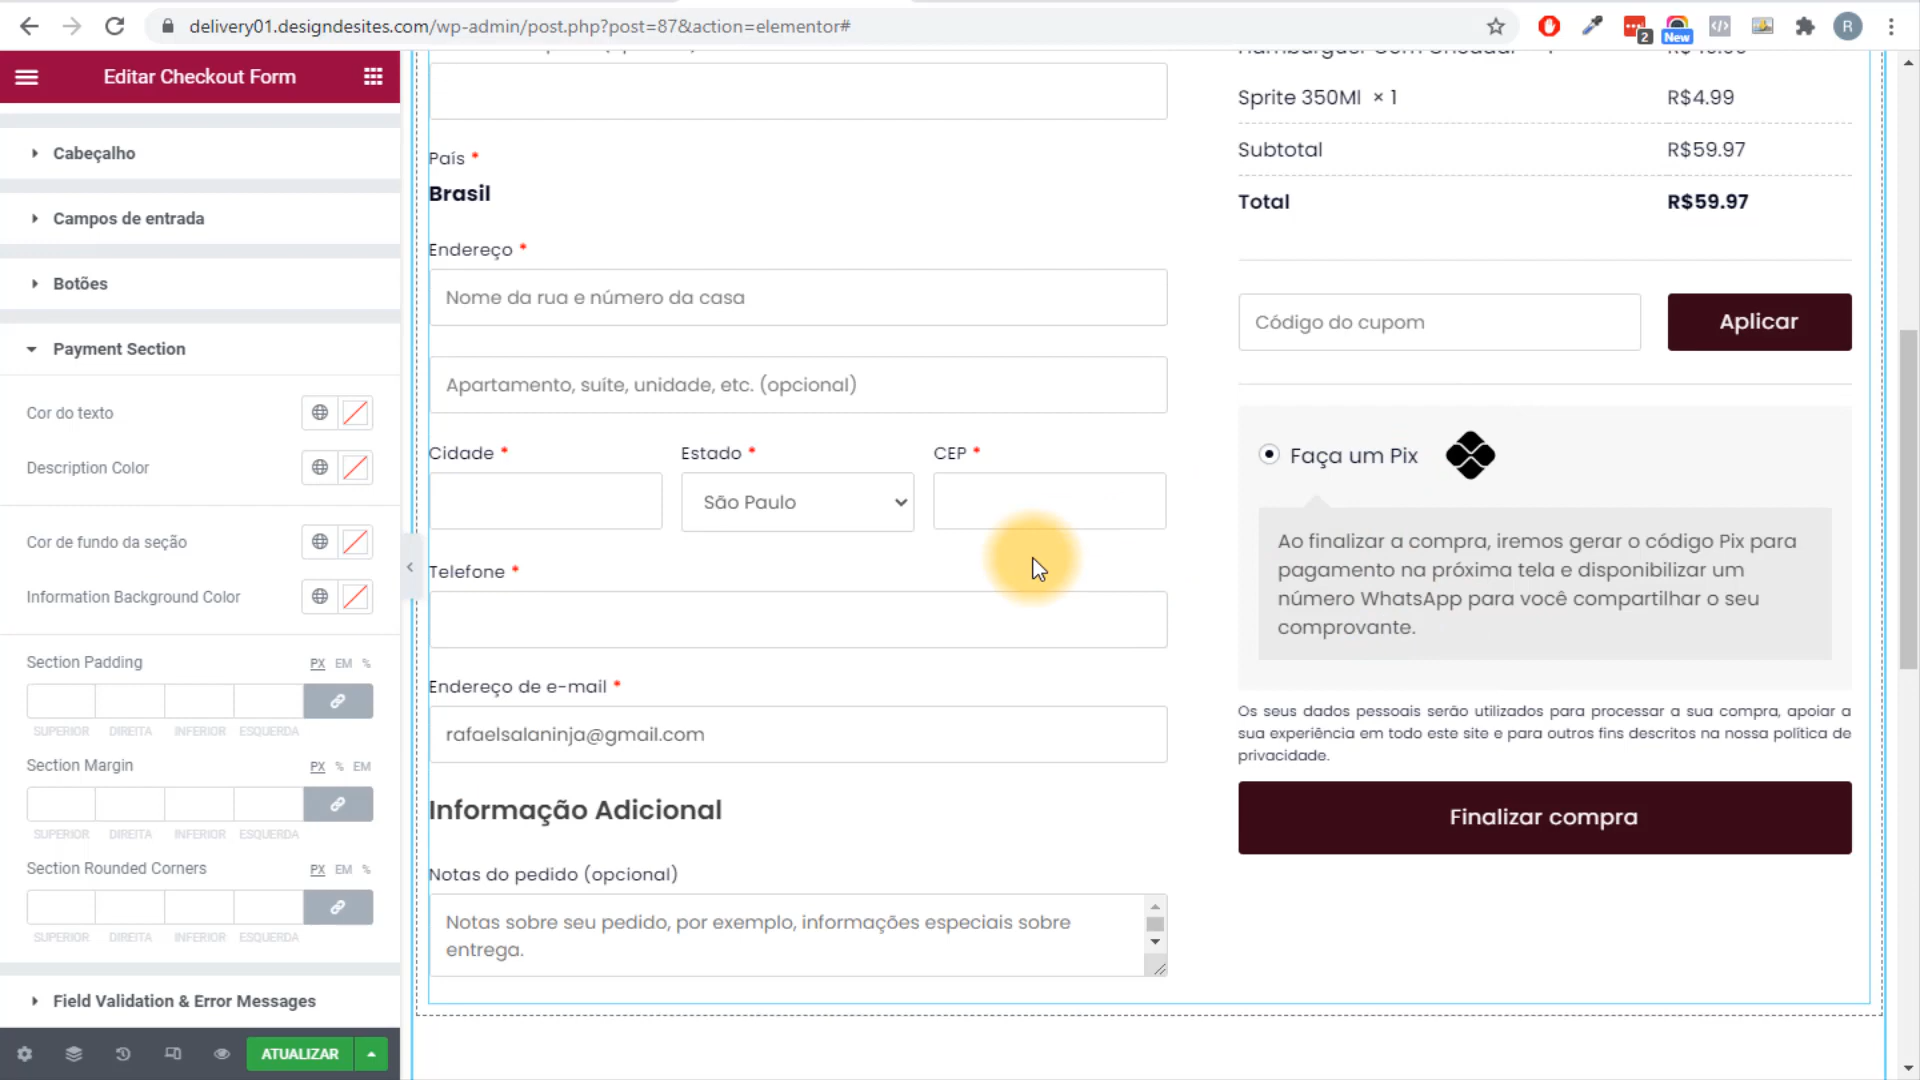 delivery01.designdesites.com/wp-admin/post.php?post=87&action=elementor#
2
New
R
Editar Checkout Form
Cabeçalho
Campos de entrada
Botões
Payment Section
Cor do texto
Description Color
Cor de fundo da seção
Information Background Color
Section Padding PX EM %
SUPERIOR DIREITA INFERIOR ESQUERDA
Section Margin PX % EM
SUPERIOR DIREITA INFERIOR ESQUERDA
Section Rounded Corners PX EM %
SUPERIOR DIREITA INFERIOR ESQUERDA
Field Validation & Error Messages
ATUALIZAR
País *
Brasil
Endereço *
Nome da rua e número da casa
Apartamento, suíte, unidade, etc. (opcional)
Cidade * Estado * CEP *
São Paulo
Telefone *
Endereço de e-mail *
rafaelsalaninja@gmail.com
Informação Adicional
Notas do pedido (opcional)
Notas sobre seu pedido, por exemplo, informações especiais sobre
entrega.
Sprite 350Ml × 1 R$4.99
Subtotal R$59.97
Total R$59.97
Código do cupom Aplicar
Faça um Pix
Ao finalizar a compra, iremos gerar o código Pix para
pagamento na próxima tela e disponibilizar um
número WhatsApp para você compartilhar o seu
comprovante.
Os seus dados pessoais serão utilizados para processar a sua compra, apoiar a
sua experiência em todo este site e para outros fins descritos na nossa política de
privacidade.
Finalizar compra